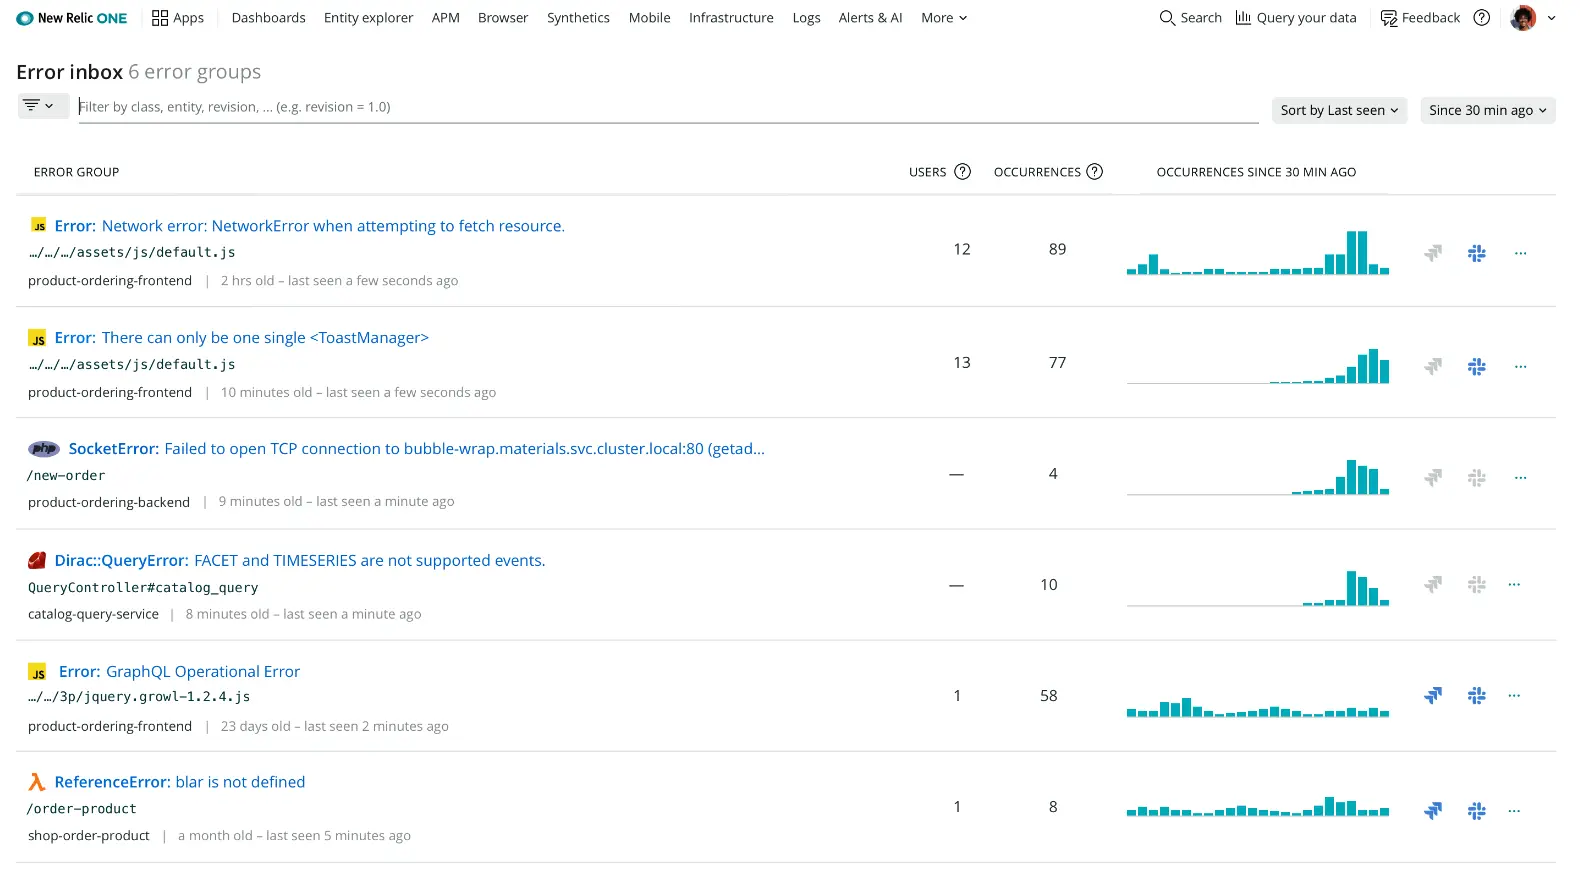 New Relic ONE Apps Dashboards Entity explorer APM Browser Synthetics Mobile Infrastructure Logs Alerts & AI More Search Query your data Feedback ?
Error inbox 6 error groups
Filter by class, entity, revision, ... (e.g. revision = 1.0) Sort by Last seen Since 30 min ago
ERROR GROUP USERS ? OCCURRENCES ? OCCURRENCES SINCE 30 MIN AGO
JS Error: Network error: NetworkError when attempting to fetch resource.
…/…/…/assets/js/default.js 12 89
product-ordering-frontend | 2 hrs old – last seen a few seconds ago
JS Error: There can only be one single <ToastManager>
…/…/…/assets/js/default.js 13 77
product-ordering-frontend | 10 minutes old – last seen a few seconds ago
php SocketError: Failed to open TCP connection to bubble-wrap.materials.svc.cluster.local:80 (getad...
/new-order — 4
product-ordering-backend | 9 minutes old – last seen a minute ago
Dirac::QueryError: FACET and TIMESERIES are not supported events.
QueryController#catalog_query — 10
catalog-query-service | 8 minutes old – last seen a minute ago
JS Error: GraphQL Operational Error
…/…/3p/jquery.growl-1.2.4.js 1 58
product-ordering-frontend | 23 days old – last seen 2 minutes ago
ReferenceError: blar is not defined
/order-product 1 8
shop-order-product | a month old – last seen 5 minutes ago